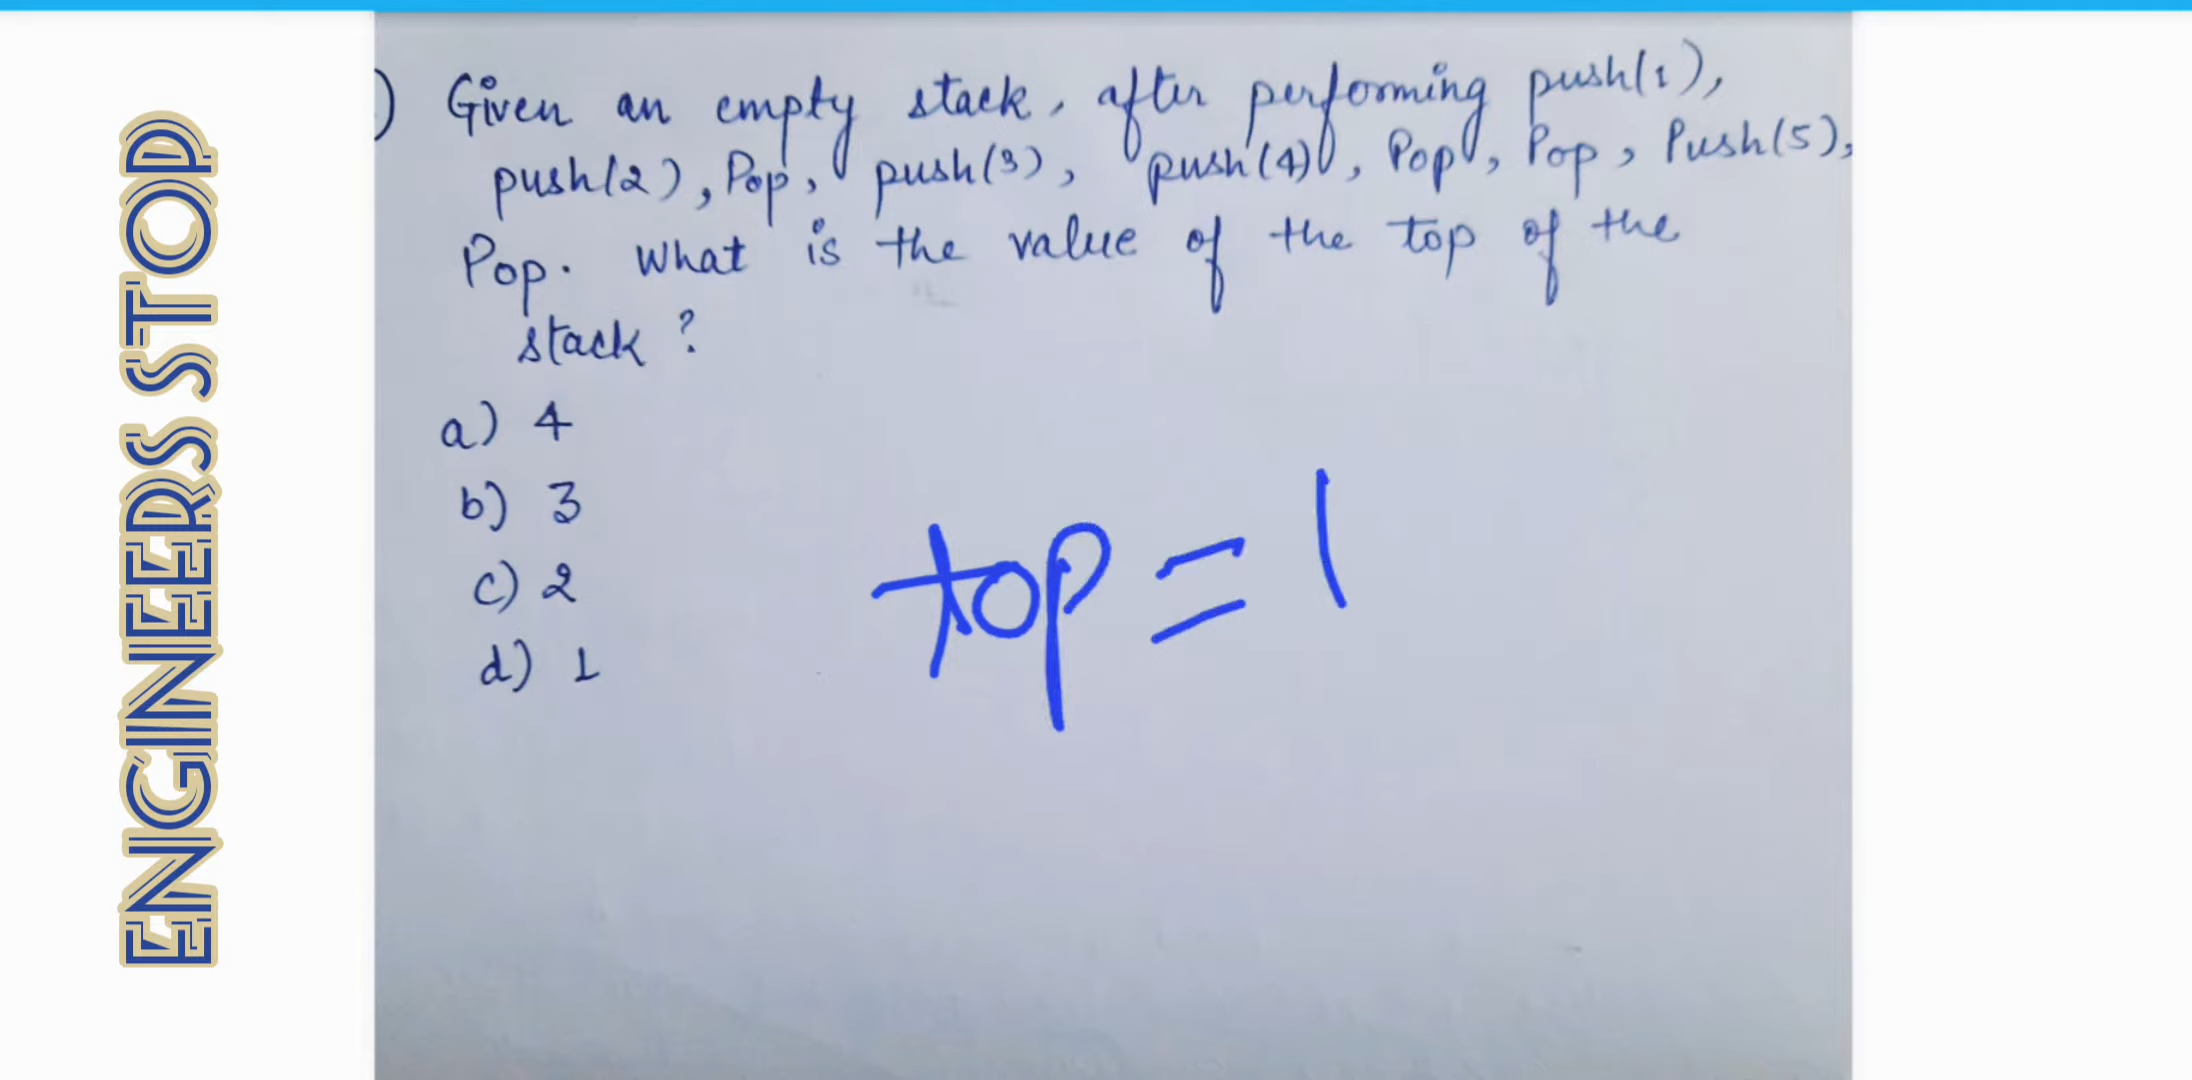 ) Given an empty stack, after performing push(1),
push(2), Pop, push(3), push(4), Pop, Pop, Push(5),
Pop. What is the value of the top of the
stack ?
a) 4
b) 3
c) 2
d) 1
top = 1
ENGINEERS STOD